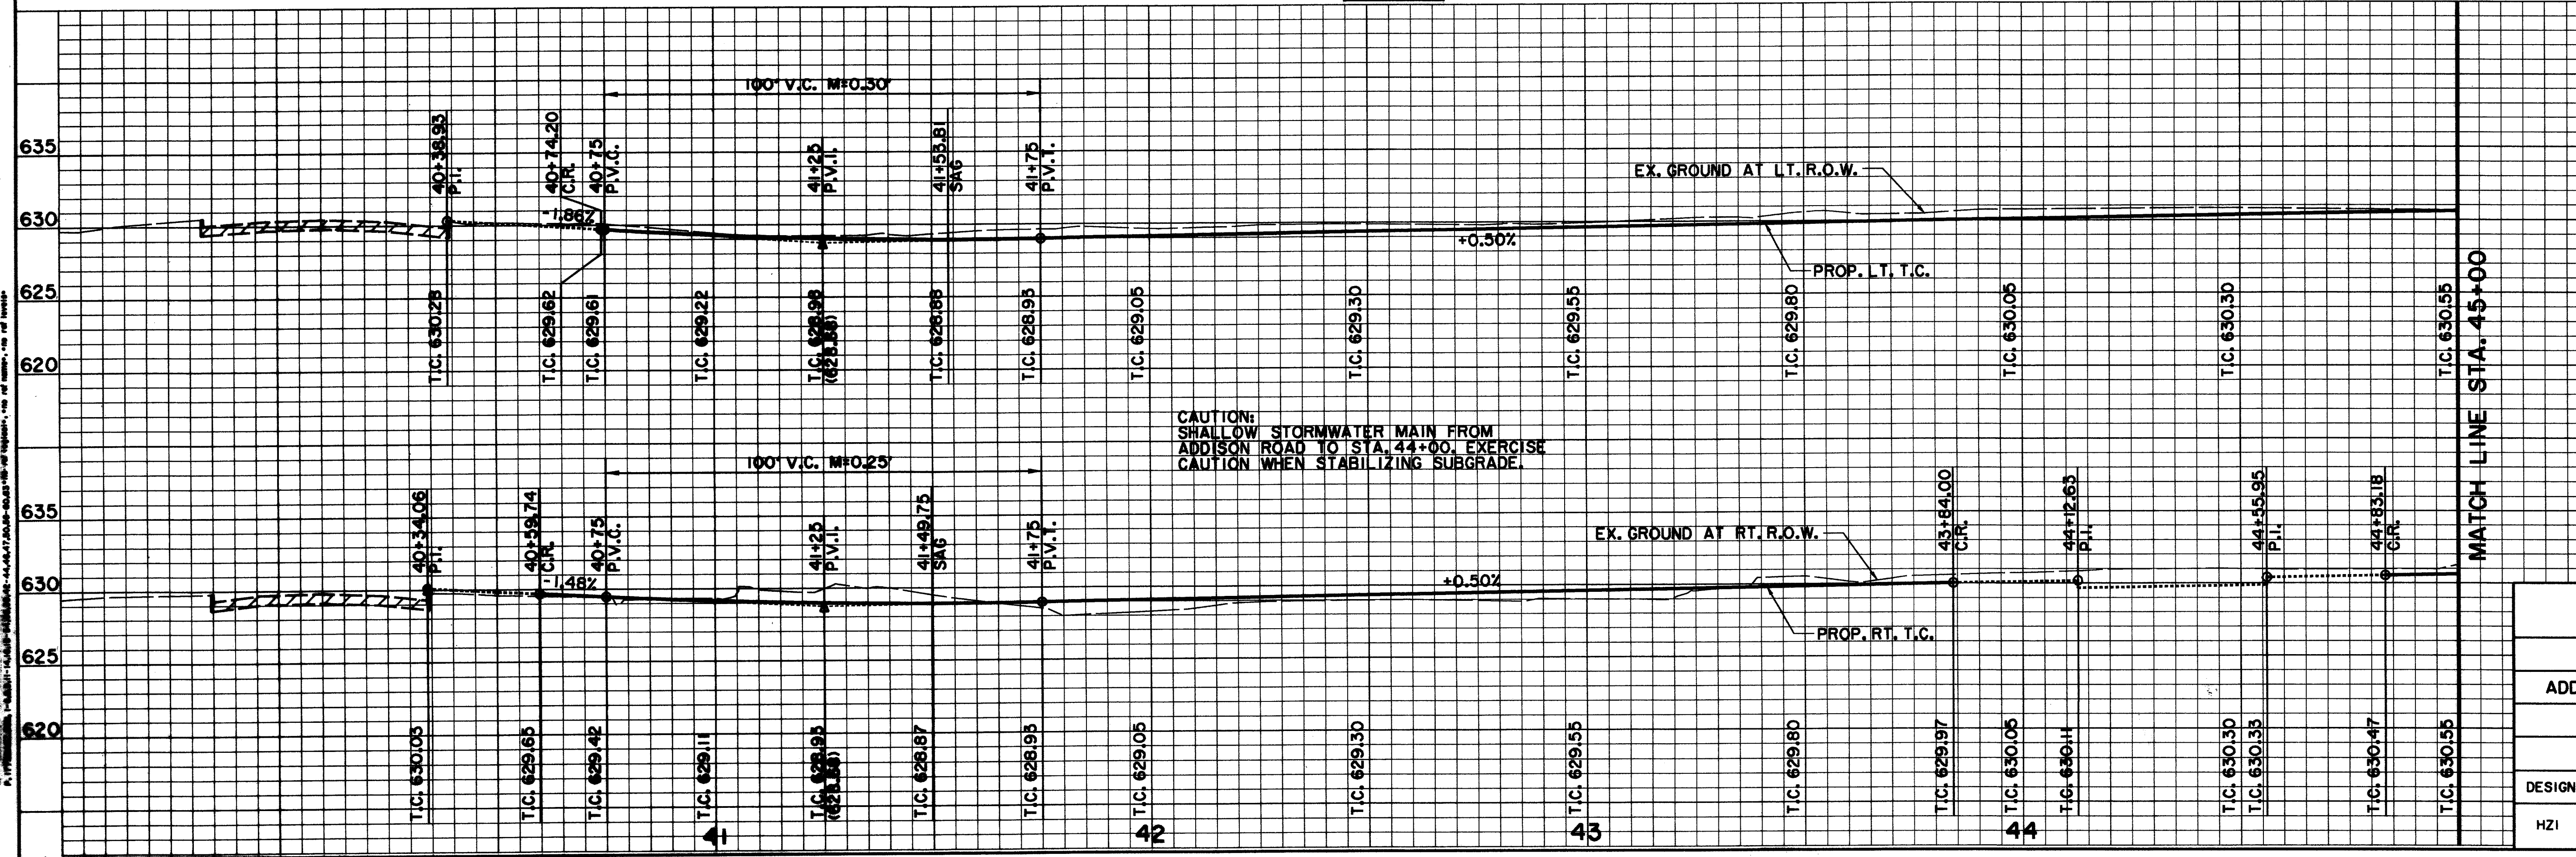 100' V.C. M=0.30'
40+38.93
P.I.
40+74.20
C.R.
40+75
P.V.C.
41+25
P.V.I.
41+53.81
SAG
41+75
P.V.T.
635
630
625
620
-1.86%
+0.50%
EX. GROUND AT LT. R.O.W.
PROP. LT. T.C.
T.C. 630.28
T.C. 629.62
T.C. 629.61
T.C. 629.22
T.C. 628.98
T.C. 628.88
T.C. 628.93
T.C. 629.05
T.C. 629.30
T.C. 629.55
T.C. 629.80
T.C. 630.05
T.C. 630.30
T.C. 630.55
MATCH LINE STA. 45+00
CAUTION:
SHALLOW STORMWATER MAIN FROM
ADDISON ROAD TO STA. 44+00. EXERCISE
CAUTION WHEN STABILIZING SUBGRADE.
100' V.C. M=0.25'
40+34.06
P.I.
40+59.74
C.R.
40+75
P.V.C.
41+25
P.V.I.
41+49.75
SAG
41+75
P.V.T.
43+84.00
C.R.
44+12.63
P.I.
44+55.95
P.I.
44+83.18
C.R.
635
630
625
620
-1.48%
+0.50%
EX. GROUND AT RT. R.O.W.
PROP. RT. T.C.
T.C. 630.03
T.C. 629.65
T.C. 629.42
T.C. 629.11
T.C. 628.93
T.C. 628.87
T.C. 628.93
T.C. 629.05
T.C. 629.30
T.C. 629.55
T.C. 629.80
T.C. 629.97
T.C. 630.05
T.C. 630.11
T.C. 630.30
T.C. 630.33
T.C. 630.47
T.C. 630.55
41
42
43
44
ADD
DESIGN
HZI